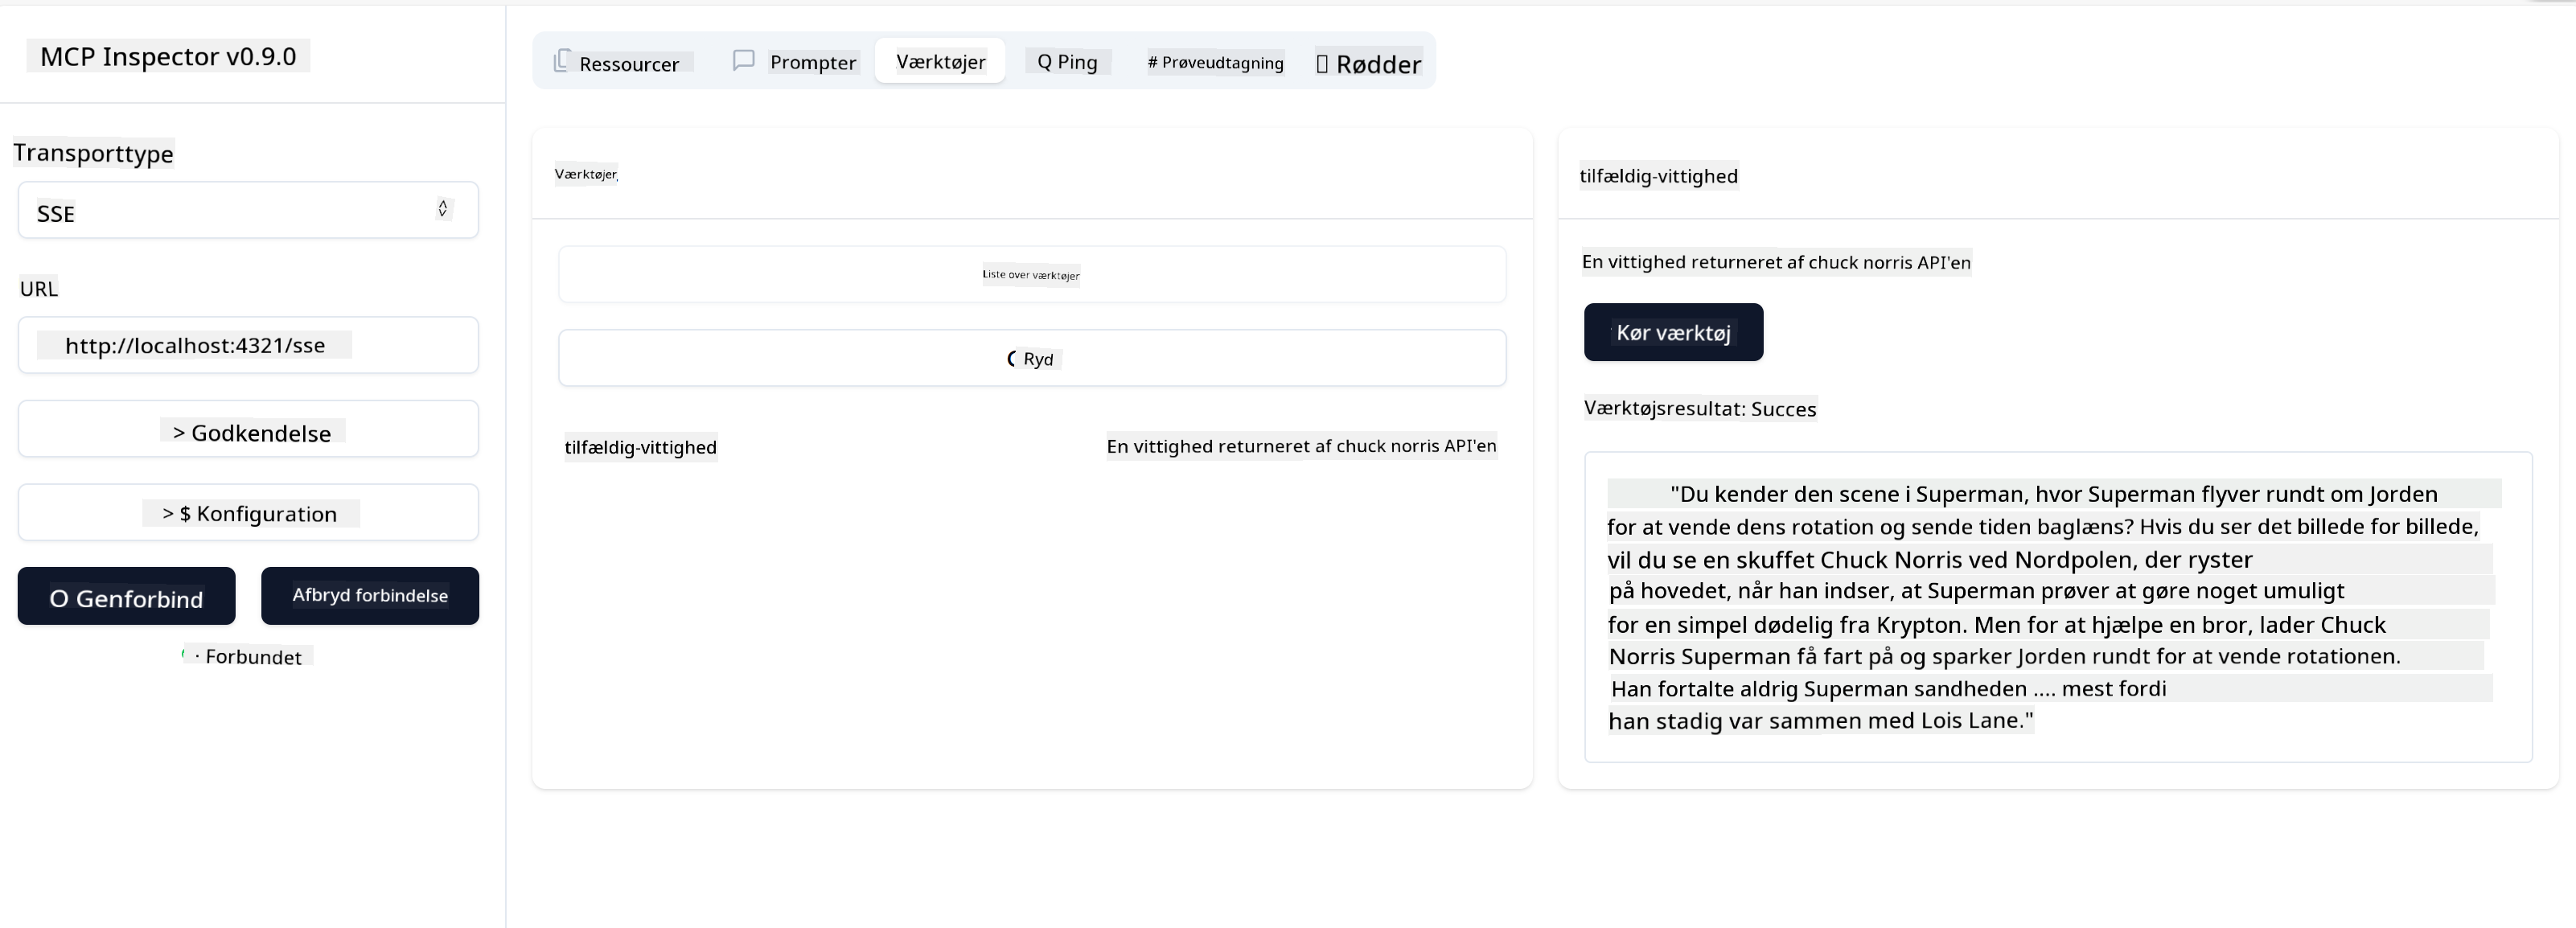 MCP Inspector v0.9.0
Transporttype
SSE
URL
http://localhost:4321/sse
> Godkendelse
> $ Konfiguration
O Genforbind
Afbryd forbindelse
· Forbundet
Ressourcer
Prompter
Værktøjer
Q Ping
# Prøveudtagning
Rødder
Værktøjer
Liste over værktøjer
Ryd
tilfældig-vittighed
En vittighed returneret af chuck norris API'en
tilfældig-vittighed
En vittighed returneret af chuck norris API'en
Kør værktøj
Værktøjsresultat: Succes
"Du kender den scene i Superman, hvor Superman flyver rundt om Jorden
for at vende dens rotation og sende tiden baglæns? Hvis du ser det billede for billede,
vil du se en skuffet Chuck Norris ved Nordpolen, der ryster
på hovedet, når han indser, at Superman prøver at gøre noget umuligt
for en simpel dødelig fra Krypton. Men for at hjælpe en bror, lader Chuck
Norris Superman få fart på og sparker Jorden rundt for at vende rotationen.
Han fortalte aldrig Superman sandheden .... mest fordi
han stadig var sammen med Lois Lane."